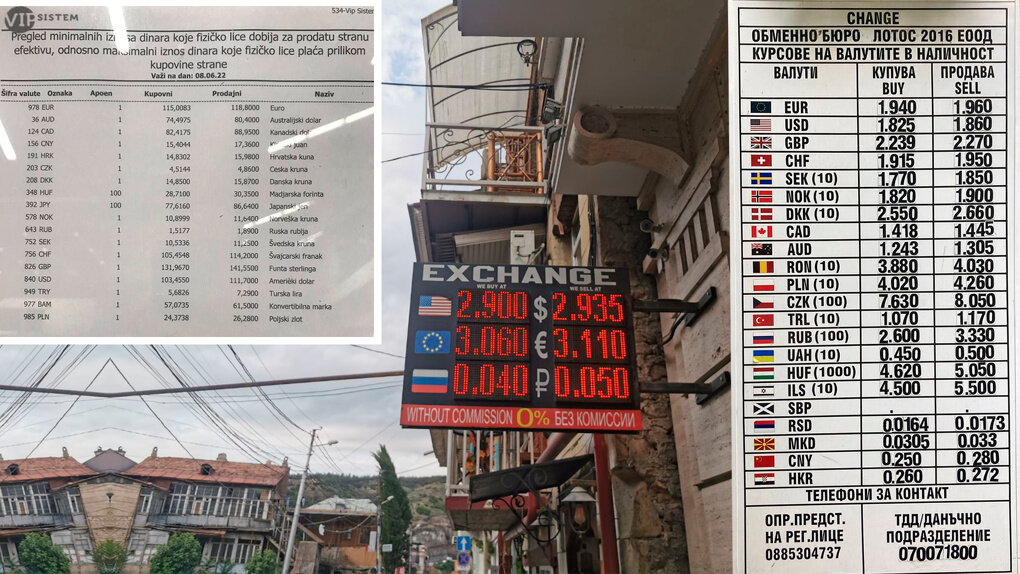 VIP SISTEM
534-Vip Sistem
Pregled minimalnih iznosa dinara koje fizičko lice dobija za prodatu stranu
efektivu, odnosno maksimalni iznos dinara koje fizičko lice plaća prilikom
kupovine strane
Važi na dan: 08.06.22
Šifra valute Oznaka Apoen Kupovni Prodajni Naziv
978 EUR 1 115,0083 118,8000 Euro
36 AUD 1 74,4975 80,4000 Australijski dolar
124 CAD 1 82,4175 88,9500 Kanadski dolar
156 CNY 1 15,4044 17,3600 juan
191 HRK 1 14,8302 15,9800 Hrvatska kuna
203 CZK 1 4,5144 4,8600 Češka kruna
208 DKK 1 14,8500 15,8700 Danska kruna
348 HUF 100 28,7100 30,3500 Madjarska forinta
392 JPY 100 77,6160 86,6400 Japanski jen
578 NOK 1 10,8999 11,6400 Norveška kruna
643 RUB 1 1,5177 1,8900 Ruska rublja
752 SEK 1 10,5336 11,2500 Švedska kruna
756 CHF 1 105,4548 114,2000 Švajcarski franak
826 GBP 1 131,9670 141,5500 Funta sterlinga
840 USD 1 103,4550 111,7000 Američki dolar
949 TRY 1 5,6826 7,2900 Turska lira
977 BAM 1 57,0735 61,5000 Konvertibilna marka
985 PLN 1 24,3738 26,2800 Poljski zlot
EXCHANGE
WE BUY AT WE SELL AT
2.900 $ 2.935
3.060 € 3.110
0.040 ₽ 0.050
WITHOUT COMMISSION 0% БЕЗ КОМИССИИ
CHANGE
ОБМЕННО БЮРО ЛОТОС 2016 ЕООД
КУРСОВЕ НА ВАЛУТИТЕ В НАЛИЧНОСТ
ВАЛУТИ КУПУВА ПРОДАВА
BUY SELL
EUR 1.940 1.960
USD 1.825 1.860
GBP 2.239 2.270
CHF 1.915 1.950
SEK (10) 1.770 1.850
NOK (10) 1.820 1.900
DKK (10) 2.550 2.660
CAD 1.418 1.445
AUD 1.243 1.305
RON (10) 3.880 4.030
PLN (10) 4.020 4.260
CZK (100) 7.630 8.050
TRL (10) 1.070 1.170
RUB (100) 2.600 3.330
UAH (10) 0.450 0.500
HUF (1000) 4.620 5.050
ILS (10) 4.500 5.500
SBP . .
RSD 0.0164 0.0173
MKD 0.0305 0.033
CNY 0.250 0.280
HKR 0.260 0.272
ТЕЛЕФОНИ ЗА КОНТАКТ
ОПР.ПРЕДСТ. ТДД/ДАНЪЧНО
НА РЕГ.ЛИЦЕ ПОДРАЗДЕЛЕНИЕ
0885304737 070071800